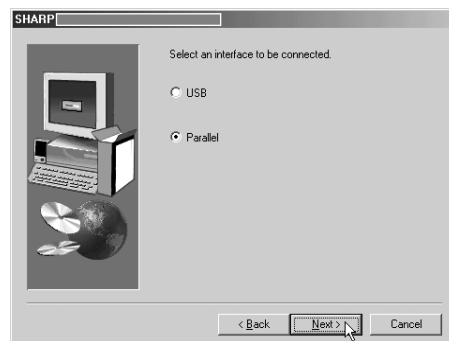 SHARP
Select an interface to be connected.
USB
Parallel
< Back
Next >
Cancel